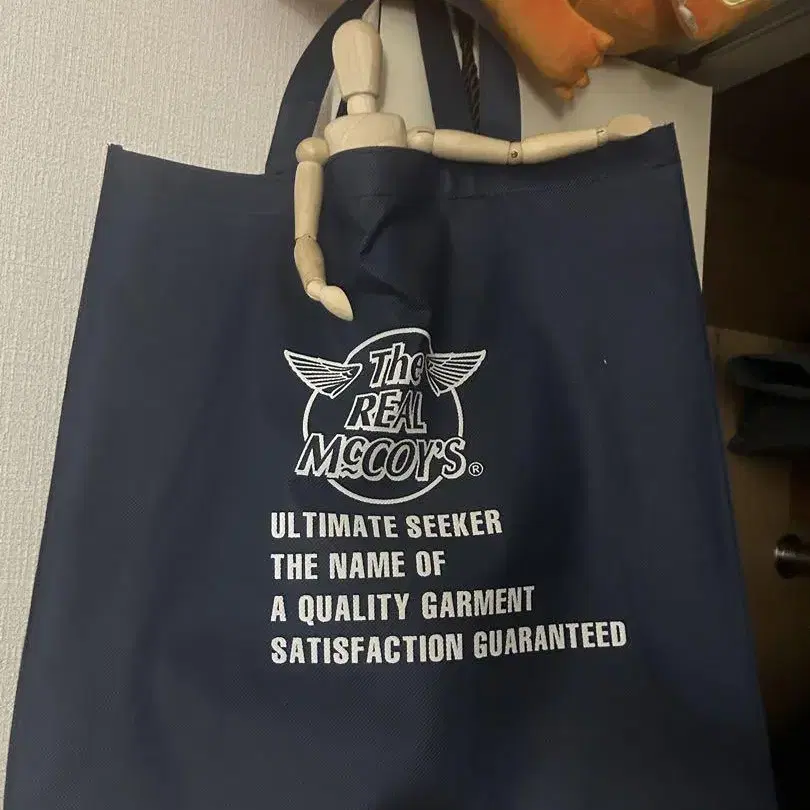 The
REAL
McCOY'S®
ULTIMATE SEEKER
THE NAME OF
A QUALITY GARMENT
SATISFACTION GUARANTEED